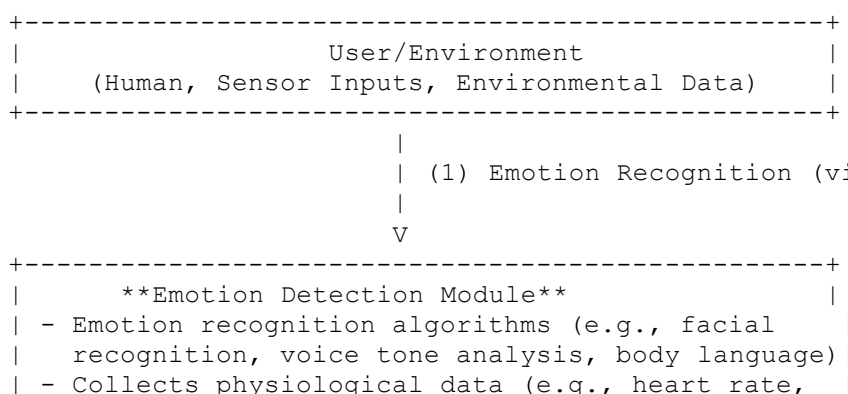 +---------------------------------------------------+
|                   User/Environment                |
|     (Human, Sensor Inputs, Environmental Data)    |
+---------------------------------------------------+
                        |
                        | (1) Emotion Recognition (vi
                        |
                        V
+---------------------------------------------------+
|      **Emotion Detection Module**                 |
| - Emotion recognition algorithms (e.g., facial    |
|   recognition, voice tone analysis, body language)|
| - Collects physiological data (e.g., heart rate,  |